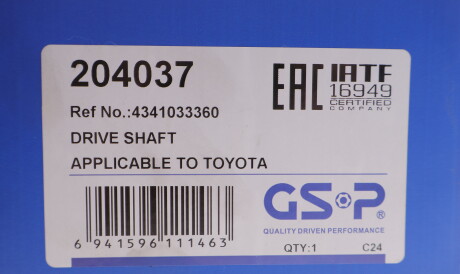 204037
EAC IATF
16949
CERTIFIED
COMPANY
Ref No.:4341033360
DRIVE SHAFT
APPLICABLE TO TOYOTA
GSP®
QUALITY DRIVEN PERFORMANCE
6 941596 111463
QTY:1 C24